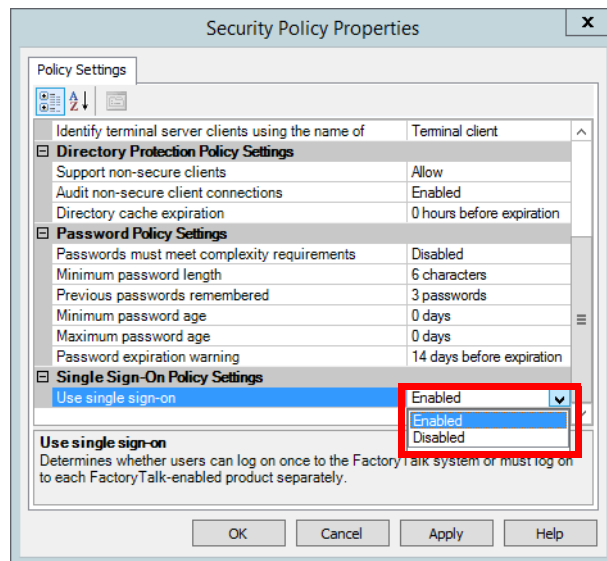 Security Policy Properties
x
Policy Settings
A
Z
Identify terminal server clients using the name of Terminal client
Directory Protection Policy Settings
Support non-secure clients Allow
Audit non-secure client connections Enabled
Directory cache expiration 0 hours before expiration
Password Policy Settings
Passwords must meet complexity requirements Disabled
Minimum password length 6 characters
Previous passwords remembered 3 passwords
Minimum password age 0 days
Maximum password age 0 days
Password expiration warning 14 days before expiration
Single Sign-On Policy Settings
Use single sign-on Enabled
Enabled
Disabled
Use single sign-on
Determines whether users can log on once to the FactoryTalk system or must log on
to each FactoryTalk-enabled product separately.
OK Cancel Apply Help